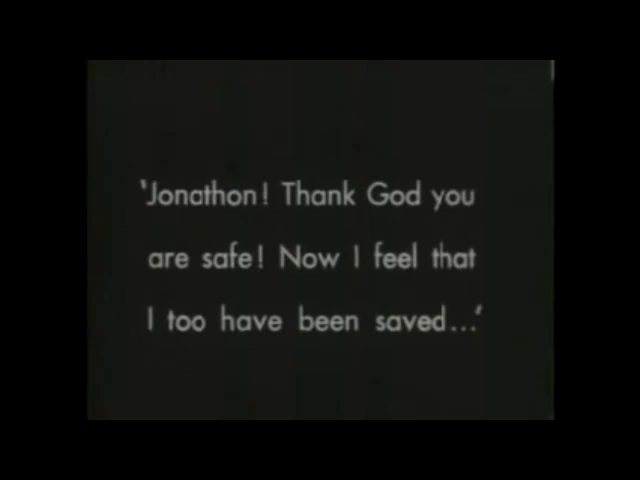 ‘Jonathon! Thank God you
are safe! Now I feel that
I too have been saved...’